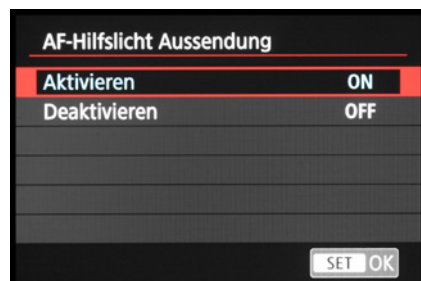 AF-Hilfslicht Aussendung
Aktivieren ON
Deaktivieren OFF
SET OK